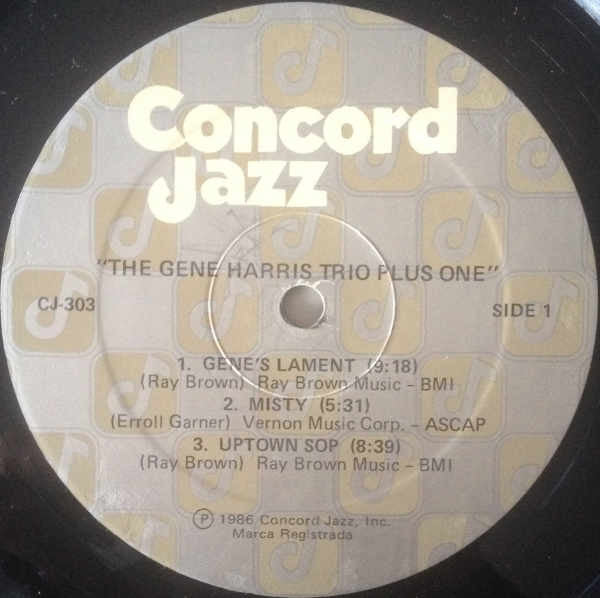 Concord
Jazz
"THE GENE HARRIS TRIO PLUS ONE"
CJ-303
SIDE 1
1. GENE'S LAMENT (9:18)
(Ray Brown) Ray Brown Music – BMI
2. MISTY (5:31)
(Erroll Garner) Vernon Music Corp. – ASCAP
3. UPTOWN SOP (8:39)
(Ray Brown) Ray Brown Music – BMI
℗ 1986 Concord Jazz, Inc.
Marca Registrada